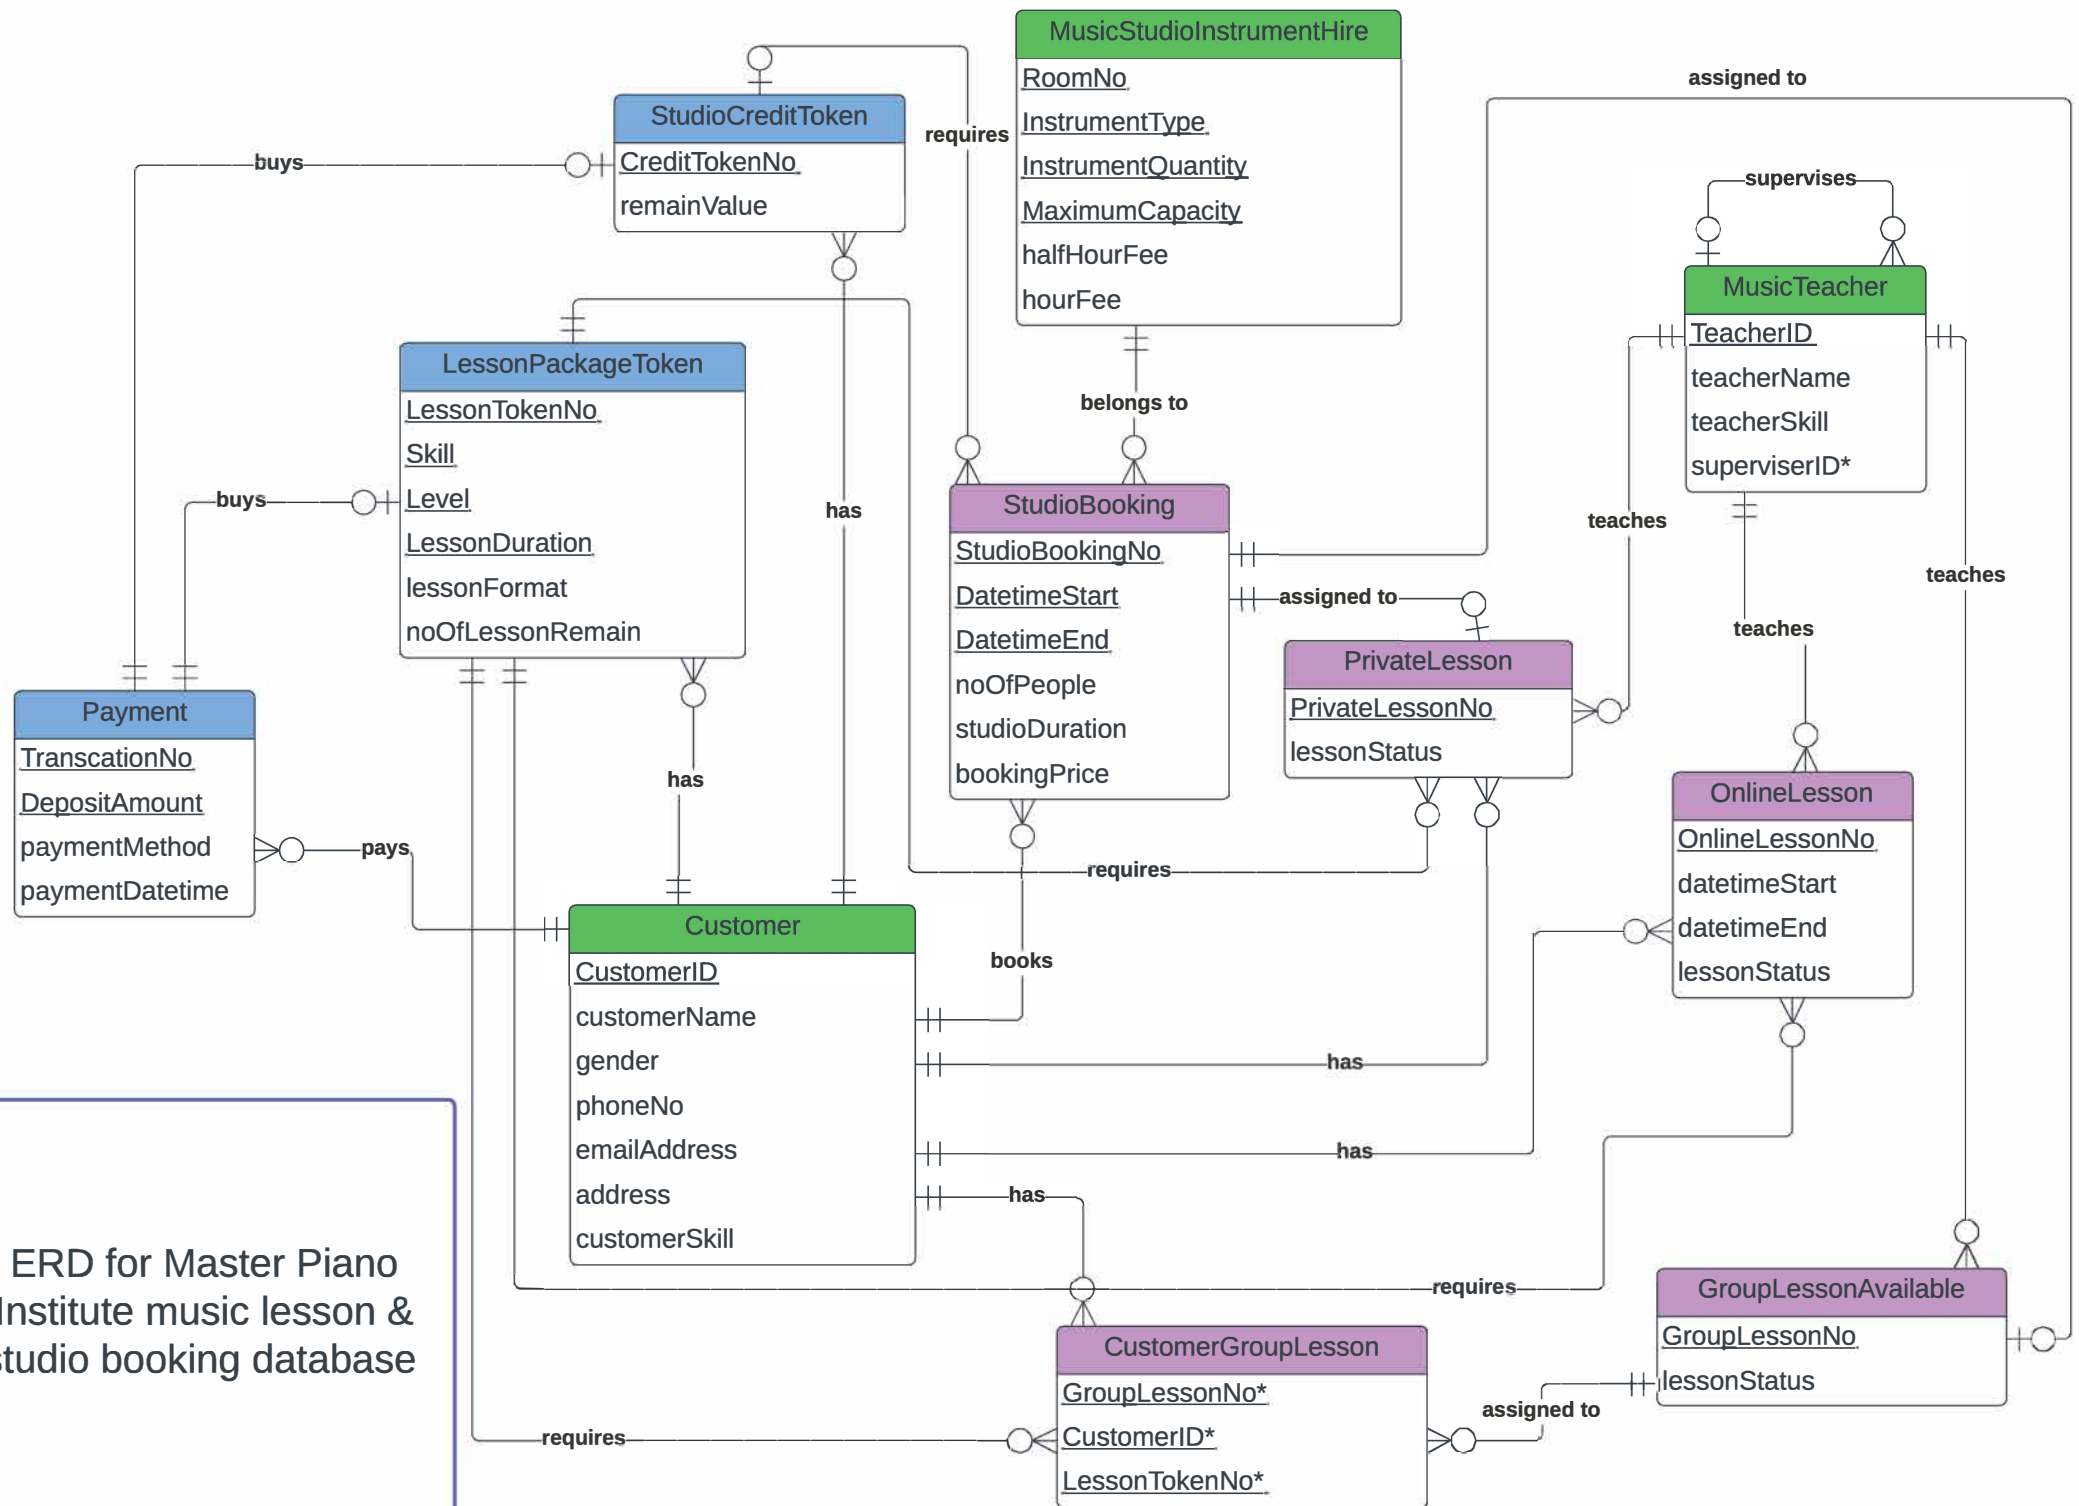 MusicStudioInstrumentHire
RoomNo
InstrumentType
InstrumentQuantity
MaximumCapacity
halfHourFee
hourFee
assigned to
StudioCreditToken
CreditTokenNo
remainValue
requires
buys
supervises
MusicTeacher
TeacherID
teacherName
teacherSkill
superviserID*
LessonPackageToken
LessonTokenNo
Skill
Level
LessonDuration
lessonFormat
noOfLessonRemain
belongs to
buys
has
StudioBooking
StudioBookingNo
DatetimeStart
DatetimeEnd
noOfPeople
studioDuration
bookingPrice
teaches
teaches
teaches
assigned to
PrivateLesson
PrivateLessonNo
lessonStatus
Payment
TranscationNo
DepositAmount
paymentMethod
paymentDatetime
has
pays
requires
OnlineLesson
OnlineLessonNo
datetimeStart
datetimeEnd
lessonStatus
Customer
CustomerID
customerName
gender
phoneNo
emailAddress
address
customerSkill
books
has
has
has
ERD for Master Piano
Institute music lesson &
studio booking database
requires
GroupLessonAvailable
GroupLessonNo
lessonStatus
CustomerGroupLesson
GroupLessonNo*
CustomerID*
LessonTokenNo*
assigned to
requires